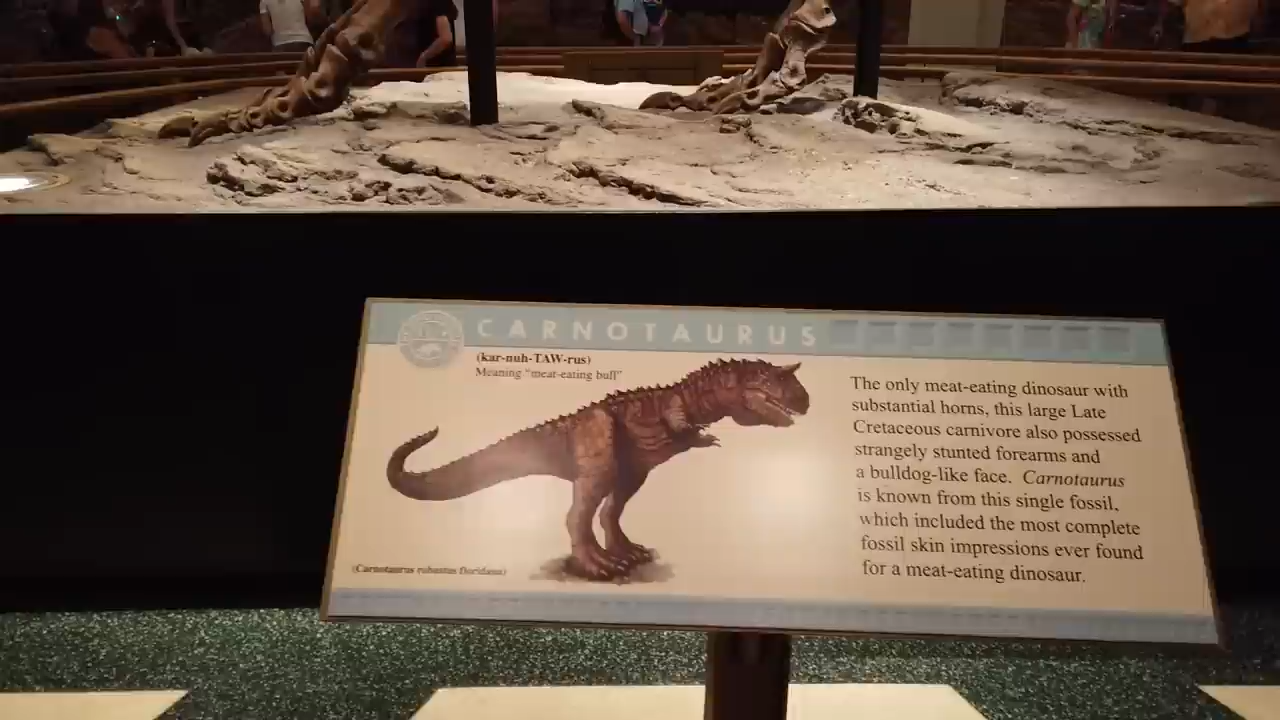 CARNOTAURUS
(kar-nuh-TAW-rus)
Meaning "meat-eating bull"
The only meat-eating dinosaur with
substantial horns, this large Late
Cretaceous carnivore also possessed
strangely stunted forearms and
a bulldog-like face. Carnotaurus
is known from this single fossil,
which included the most complete
fossil skin impressions ever found
for a meat-eating dinosaur.
(Carnotaurus robustus floridana)